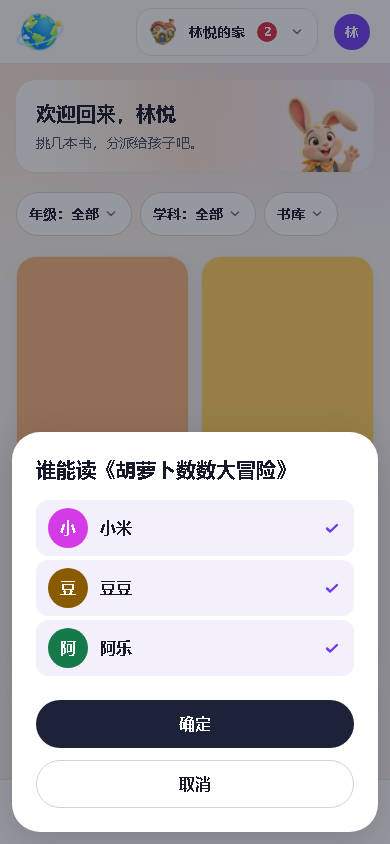 林悦的家 2
林
欢迎回来，林悦
挑几本书，分派给孩子吧。
年级：全部
学科：全部
书库
谁能读《胡萝卜数数大冒险》
小 小米
豆 豆豆
阿 阿乐
确定
取消